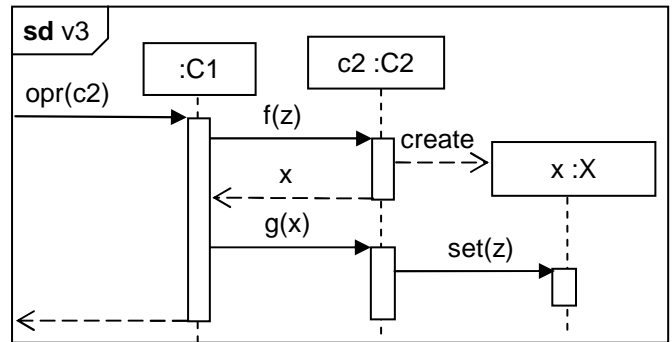 sd v3
:C1
c2 :C2
opr(c2)
f(z)
create
x :X
x
g(x)
set(z)